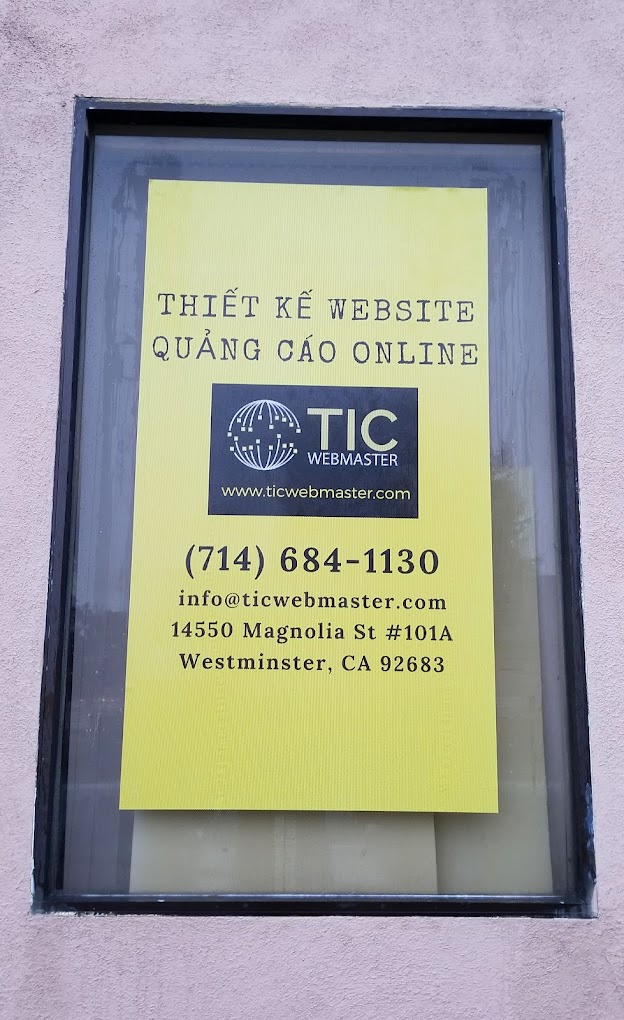 THIẾT KẾ WEBSITE
QUẢNG CÁO ONLINE
TIC
WEBMASTER
www.ticwebmaster.com
(714) 684-1130
info@ticwebmaster.com
14550 Magnolia St #101A
Westminster, CA 92683